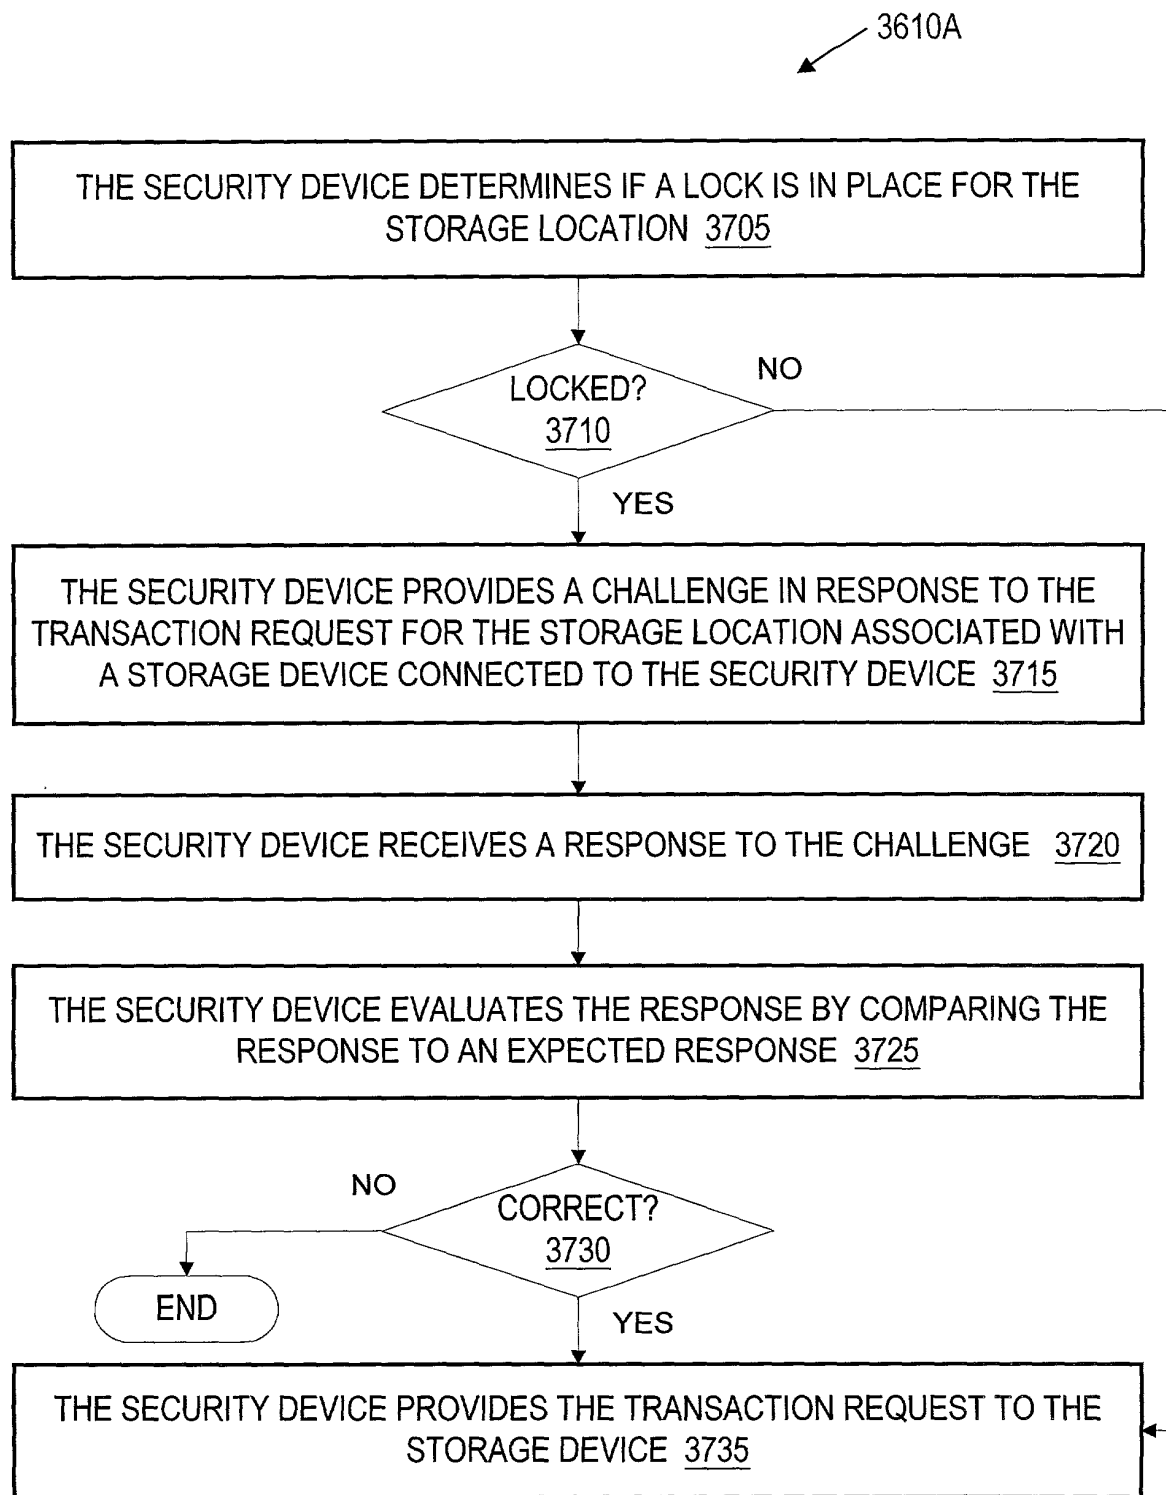 3610A
THE SECURITY DEVICE DETERMINES IF A LOCK IS IN PLACE FOR THE
STORAGE LOCATION 3705
LOCKED?
3710
NO
YES
THE SECURITY DEVICE PROVIDES A CHALLENGE IN RESPONSE TO THE
TRANSACTION REQUEST FOR THE STORAGE LOCATION ASSOCIATED WITH
A STORAGE DEVICE CONNECTED TO THE SECURITY DEVICE 3715
THE SECURITY DEVICE RECEIVES A RESPONSE TO THE CHALLENGE 3720
THE SECURITY DEVICE EVALUATES THE RESPONSE BY COMPARING THE
RESPONSE TO AN EXPECTED RESPONSE 3725
NO
CORRECT?
3730
END
YES
THE SECURITY DEVICE PROVIDES THE TRANSACTION REQUEST TO THE
STORAGE DEVICE 3735